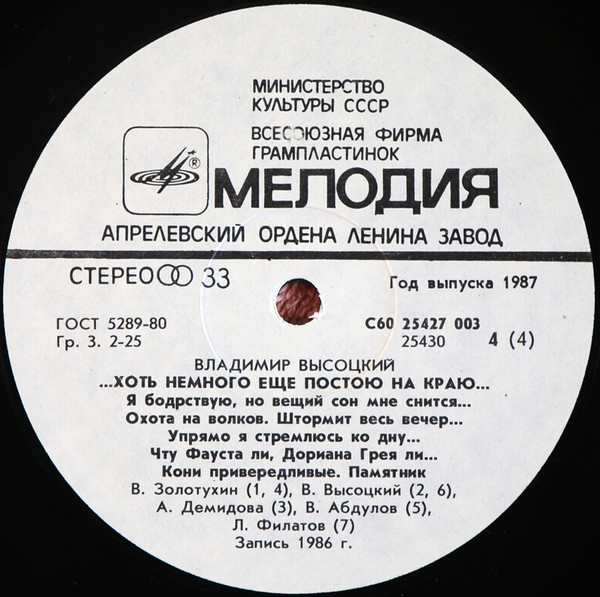 МИНИСТЕРСТВО
КУЛЬТУРЫ СССР
ВСЕСОЮЗНАЯ ФИРМА
ГРАМПЛАСТИНОК
®
МЕЛОДИЯ
АПРЕЛЕВСКИЙ ОРДЕНА ЛЕНИНА ЗАВОД
СТЕРЕО 33
Год выпуска 1987
ГОСТ 5289-80
Гр. 3. 2-25
С60 25427 003
25430 4 (4)
ВЛАДИМИР ВЫСОЦКИЙ
...ХОТЬ НЕМНОГО ЕЩЕ ПОСТОЮ НА КРАЮ...
Я бодрствую, но вещий сон мне снится...
Охота на волков. Штормит весь вечер...
Упрямо я стремлюсь ко дну...
Чту Фауста ли, Дориана Грея ли...
Кони привередливые. Памятник
В. Золотухин (1, 4), В. Высоцкий (2, 6),
А. Демидова (3), В. Абдулов (5),
Л. Филатов (7)
Запись 1986 г.